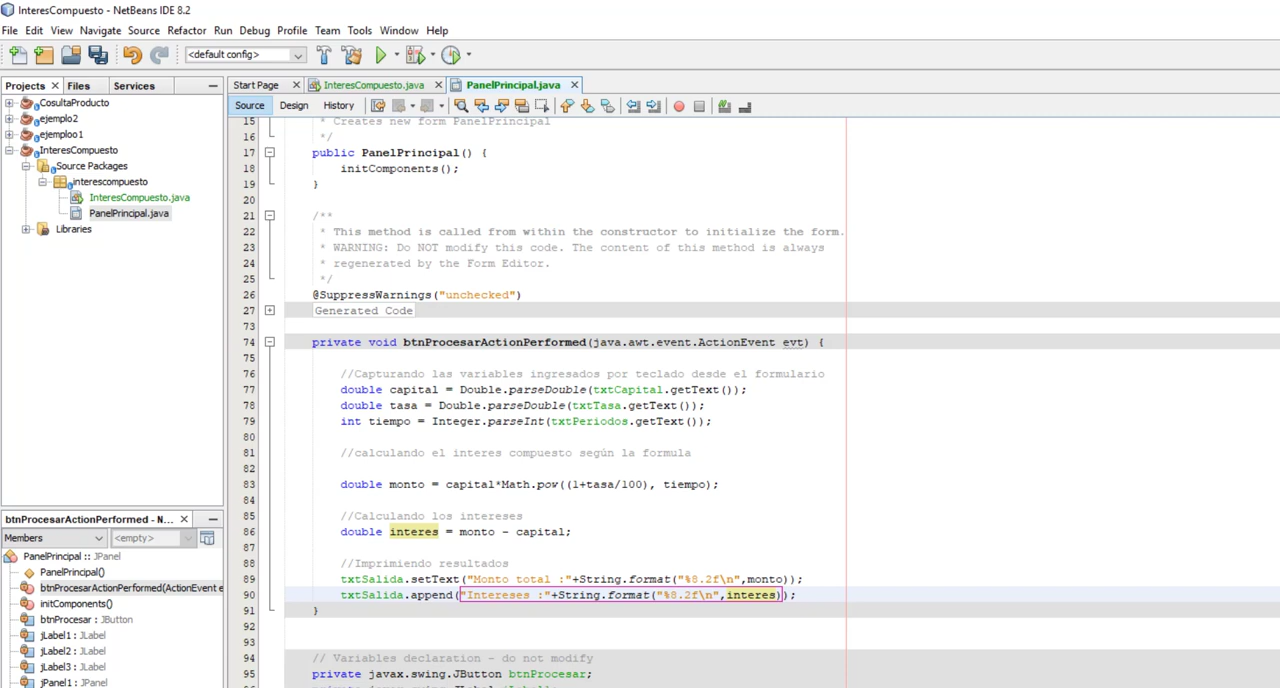 InteresCompuesto - NetBeans IDE 8.2
File Edit View Navigate Source Refactor Run Debug Profile Team Tools Window Help
<default config>
Projects Files Services
Start Page InteresCompuesto.java PanelPrincipal.java
Source Design History
CosultaProducto
ejemplo2
ejemploo1
InteresCompuesto
Source Packages
interescompuesto
InteresCompuesto.java
PanelPrincipal.java
Libraries
15 * Creates new form PanelPrincipal
16 */
17 public PanelPrincipal() {
18 initComponents();
19 }
20
21 /**
22 * This method is called from within the constructor to initialize the form.
23 * WARNING: Do NOT modify this code. The content of this method is always
24 * regenerated by the Form Editor.
25 */
26 @SuppressWarnings("unchecked")
27 Generated Code
73
74 private void btnProcesarActionPerformed(java.awt.event.ActionEvent evt) {
75
76 //Capturando las variables ingresados por teclado desde el formulario
77 double capital = Double.parseDouble(txtCapital.getText());
78 double tasa = Double.parseDouble(txtTasa.getText());
79 int tiempo = Integer.parseInt(txtPeriodos.getText());
80
81 //calculando el interes compuesto según la formula
82
83 double monto = capital*Math.pow((1+tasa/100), tiempo);
84
85 //Calculando los intereses
86 double interes = monto - capital;
87
88 //Imprimiendo resultados
89 txtSalida.setText("Monto total :"+String.format("%8.2f\n",monto));
90 txtSalida.append("Intereses :"+String.format("%8.2f\n",interes));
91 }
92
93
94 // Variables declaration - do not modify
95 private javax.swing.JButton btnProcesar;
btnProcesarActionPerformed - N...
Members <empty>
PanelPrincipal :: JPanel
PanelPrincipal()
btnProcesarActionPerformed(ActionEvent e
initComponents()
btnProcesar : JButton
jLabel1 : JLabel
jLabel2 : JLabel
jLabel3 : JLabel
jPanel1 : JPanel